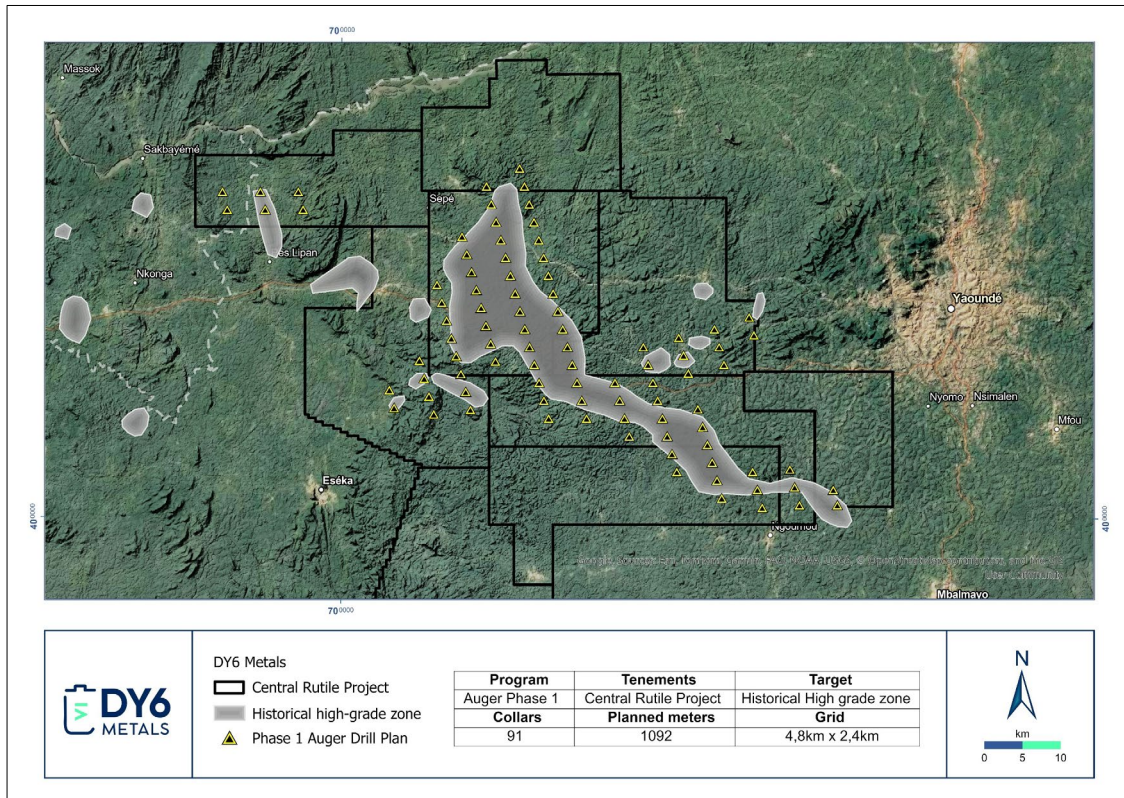 70⁰⁰⁰⁰
Massok
Sakbayémé
Sepé
es Lipan
Nkonga
Yaoundé
Nyomo
Nsimalen
Mfou
Eséka
40⁰⁰⁰⁰
40⁰⁰⁰⁰
Ngoumou
Mbalmayo
70⁰⁰⁰⁰
DY6 Metals
Central Rutile Project
Historical high-grade zone
Phase 1 Auger Drill Plan
DY6
METALS
Program Tenements Target
Auger Phase 1 Central Rutile Project Historical High grade zone
Collars Planned meters Grid
91 1092 4,8km x 2,4km
N
km
0 5 10